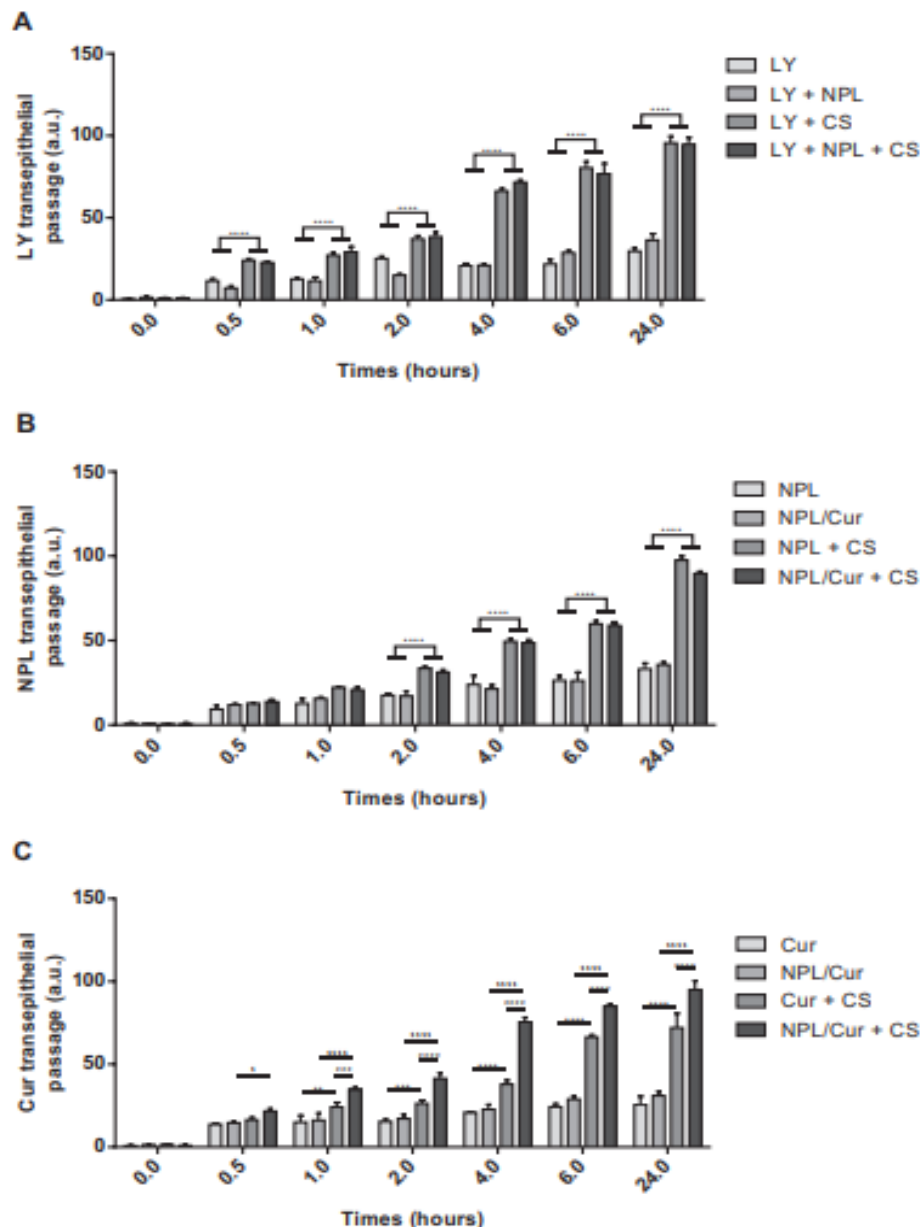 A
150
100
50
0
LY transepithelial
passage (a.u.)
0.0
0.5
1.0
2.0
4.0
6.0
24.0
Times (hours)
LY
LY + NPL
LY + CS
LY + NPL + CS
B
150
100
50
0
NPL transepithelial
passage (a.u.)
0.0
0.5
1.0
2.0
4.0
6.0
24.0
Times (hours)
NPL
NPL/Cur
NPL + CS
NPL/Cur + CS
C
150
100
50
0
Cur transepithelial
passage (a.u.)
0.0
0.5
1.0
2.0
4.0
6.0
24.0
Times (hours)
Cur
NPL/Cur
Cur + CS
NPL/Cur + CS